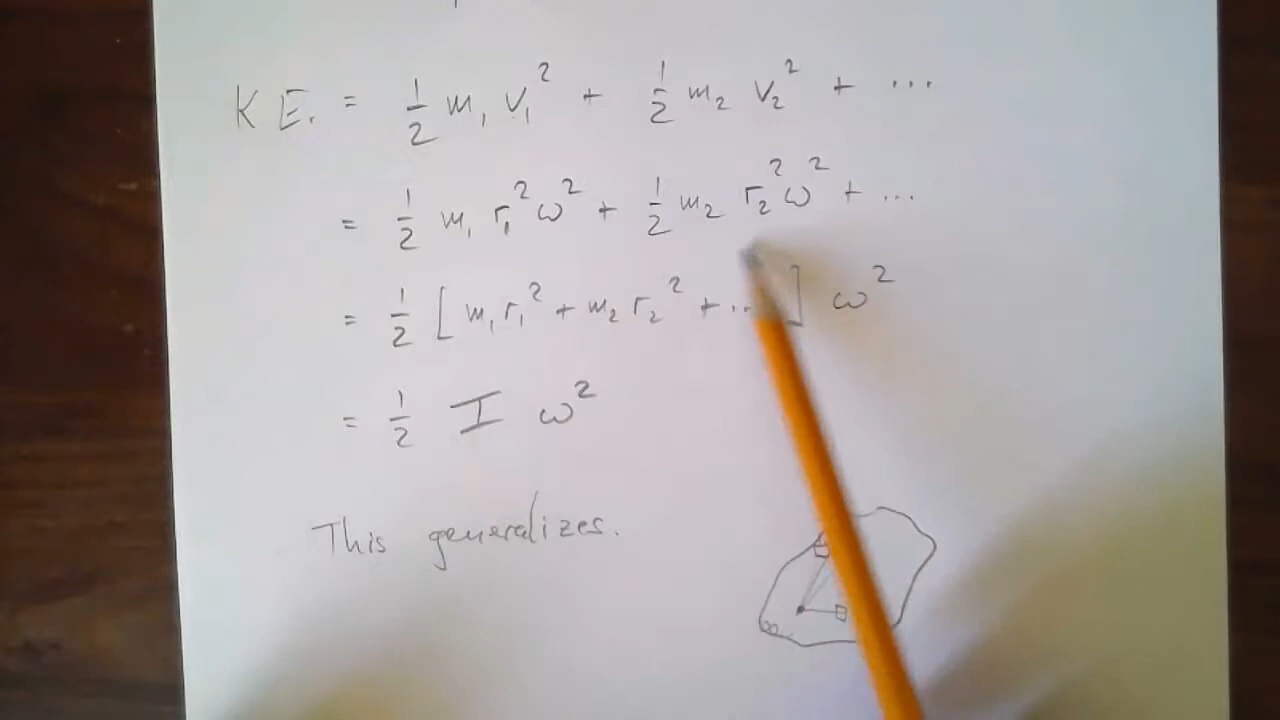 K E. = 1/2 m₁ v₁² + 1/2 m₂ v₂² + ...
= 1/2 m₁ r₁² ω² + 1/2 m₂ r₂² ω² + ...
= 1/2 [ m₁ r₁² + m₂ r₂² + ... ] ω²
= 1/2 I ω²
This generalizes.